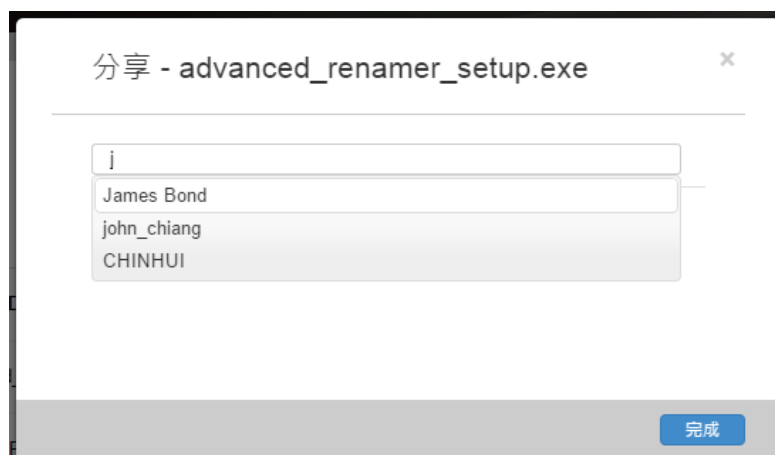 分享 - advanced_renamer_setup.exe
×
j
James Bond
john_chiang
CHINHUI
完成